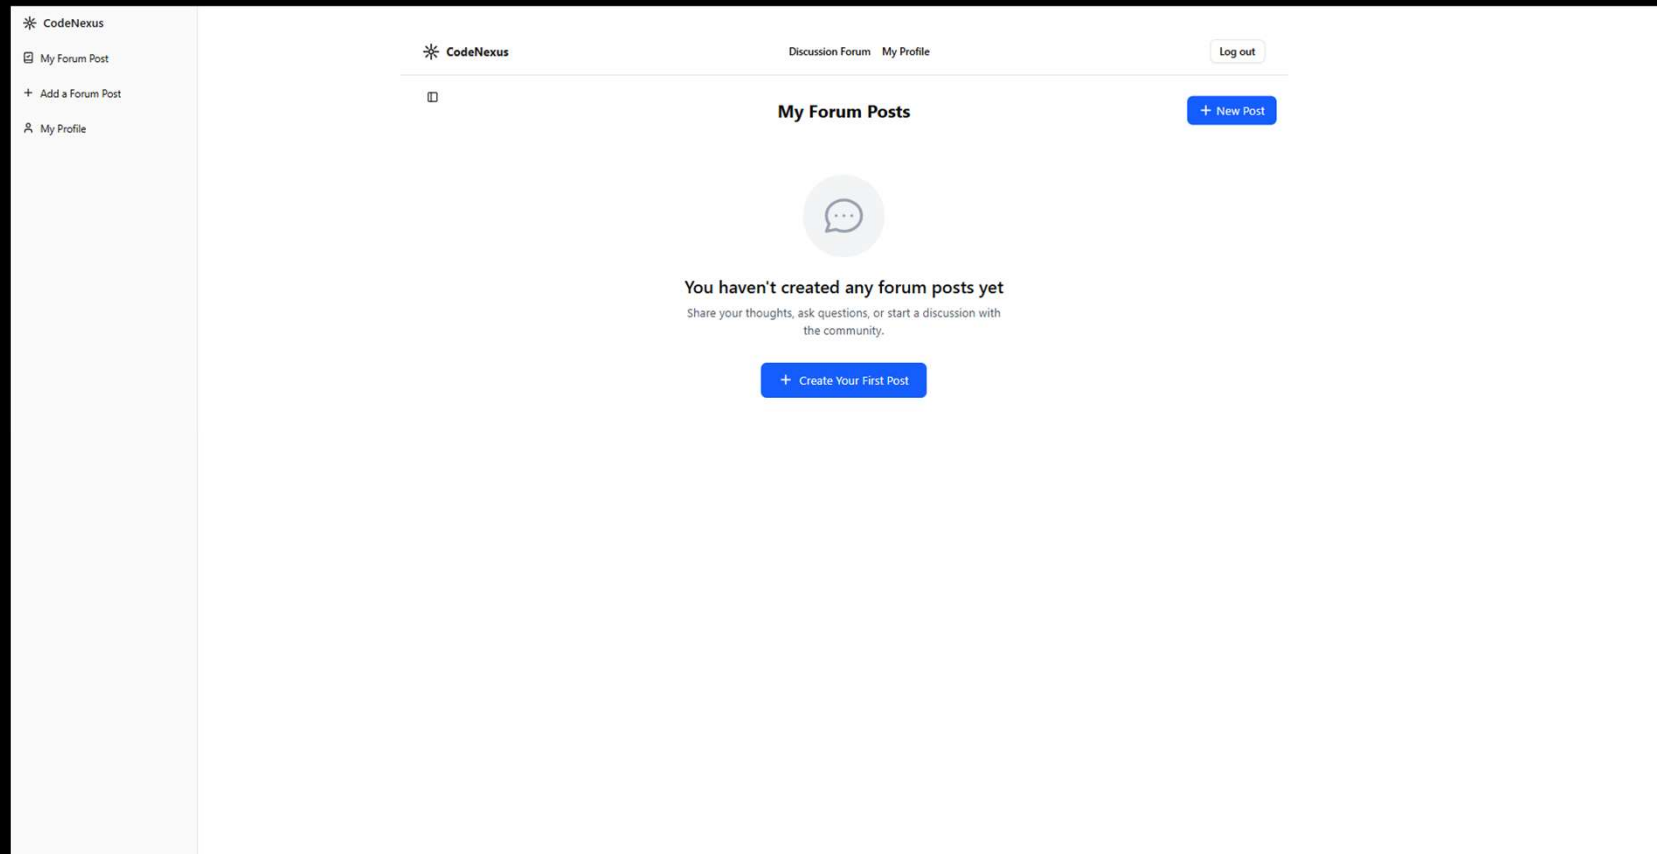 CodeNexus
My Forum Post
Add a Forum Post
My Profile
CodeNexus
Discussion Forum
My Profile
Log out
My Forum Posts
+ New Post
You haven't created any forum posts yet
Share your thoughts, ask questions, or start a discussion with
the community.
+ Create Your First Post